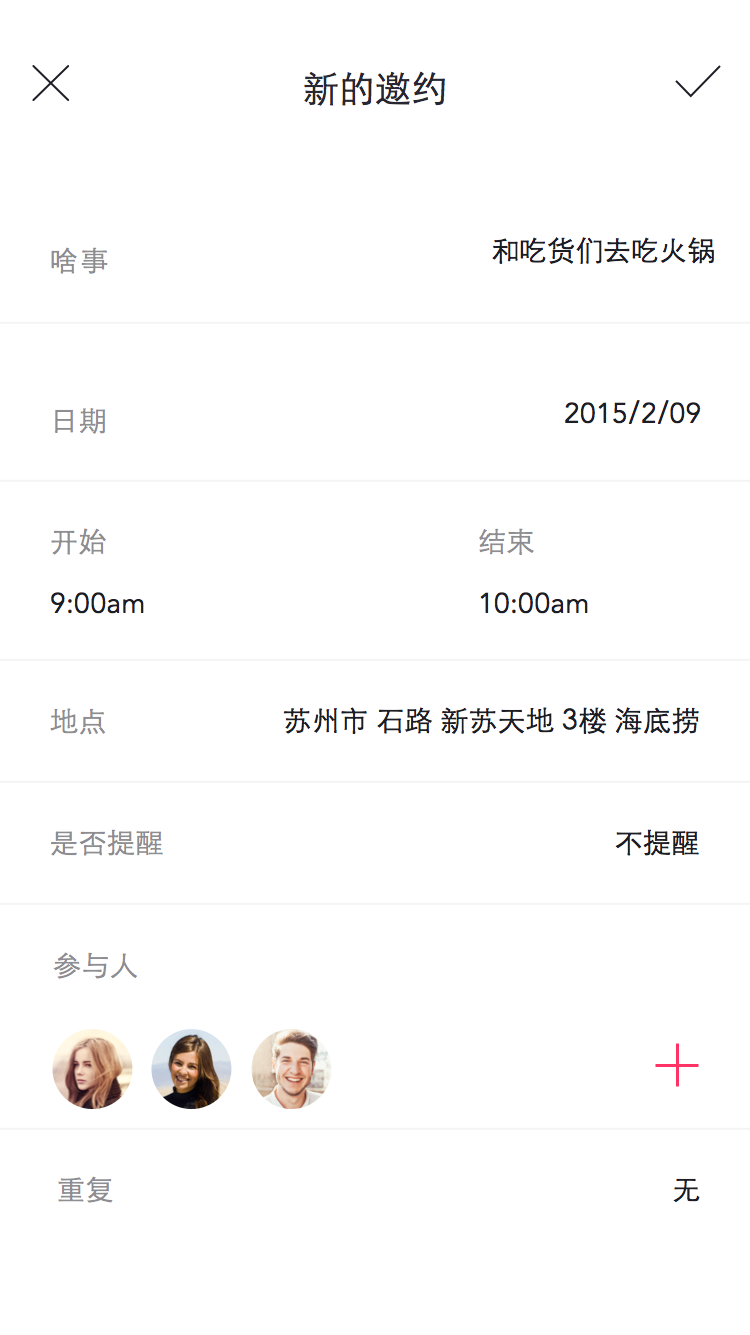 新的邀约
啥事 和吃货们去吃火锅
日期 2015/2/09
开始 结束
9:00am 10:00am
地点 苏州市 石路 新苏天地 3楼 海底捞
是否提醒 不提醒
参与人
重复 无